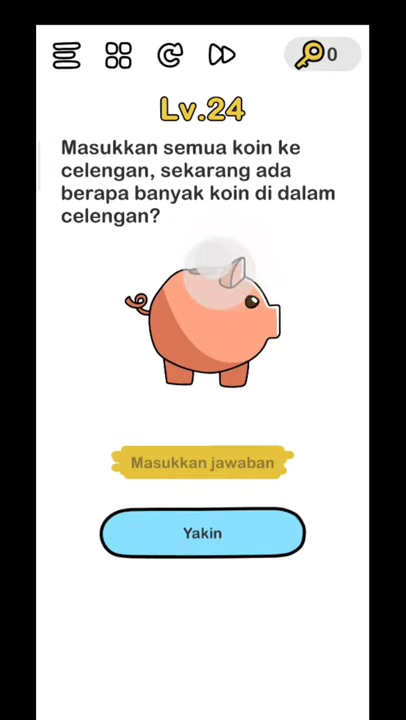 0
Lv.24
Masukkan semua koin ke
celengan, sekarang ada
berapa banyak koin di dalam
celengan?
Masukkan jawaban
Yakin